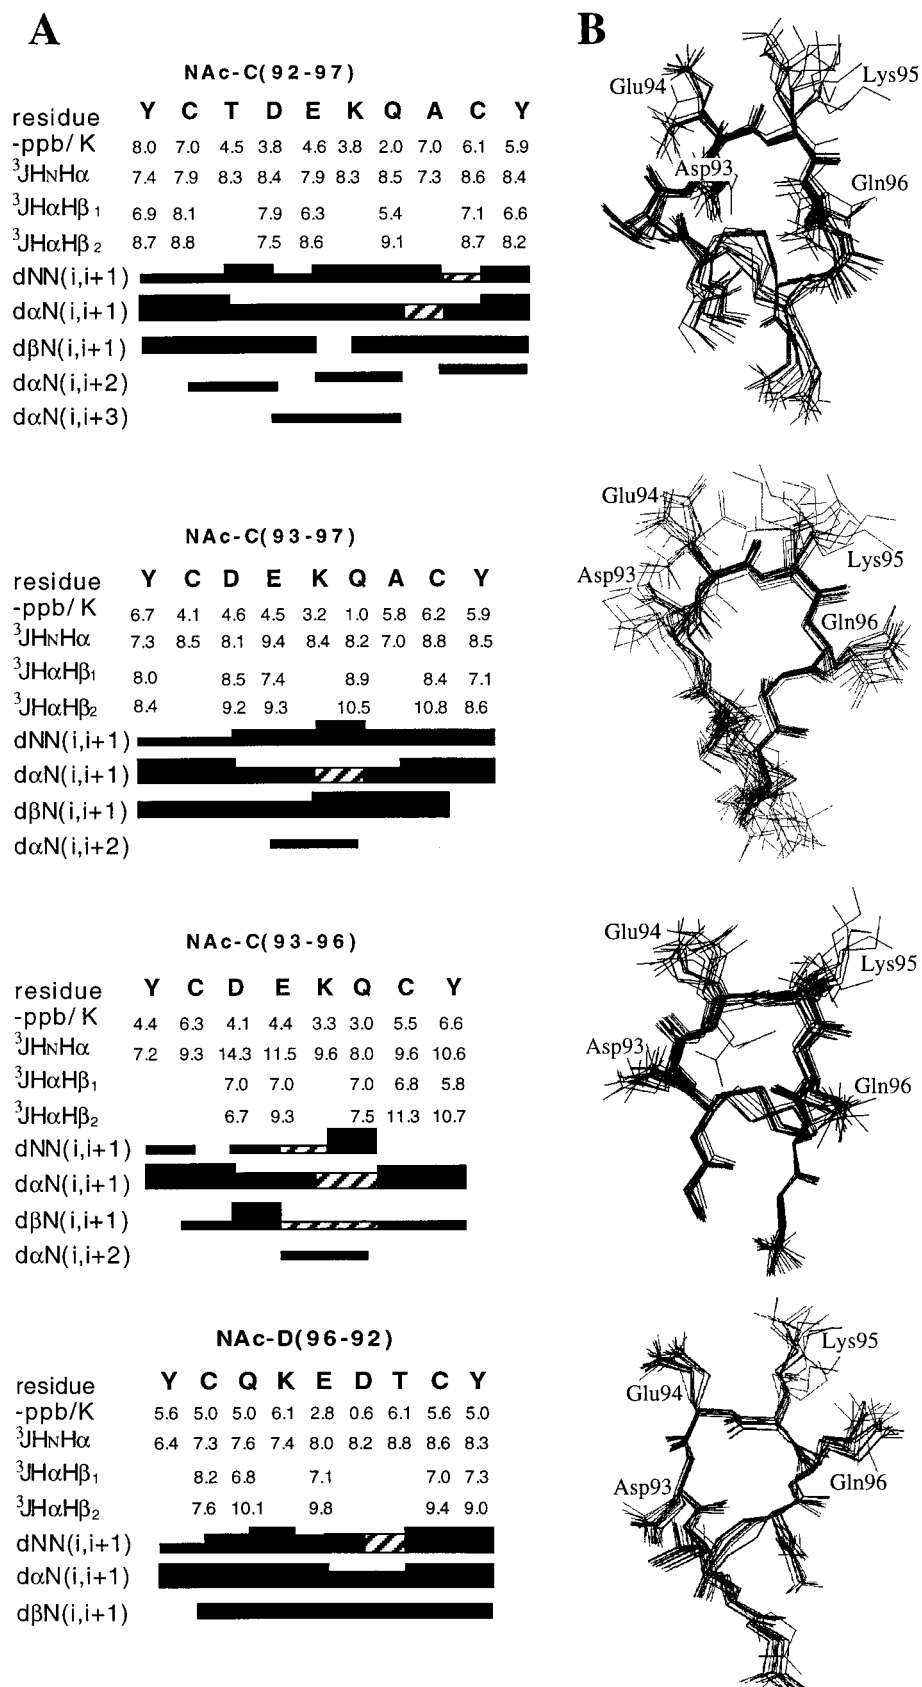 A
B
NAc-C(92-97)
residue Y C T D E K Q A C Y
-ppb/K 8.0 7.0 4.5 3.8 4.6 3.8 2.0 7.0 6.1 5.9
³JHNHα 7.4 7.9 8.3 8.4 7.9 8.3 8.5 7.3 8.6 8.4
³JHαHβ1 6.9 8.1 7.9 6.3 5.4 7.1 6.6
³JHαHβ2 8.7 8.8 7.5 8.6 9.1 8.7 8.2
dNN(i,i+1)
dαN(i,i+1)
dβN(i,i+1)
dαN(i,i+2)
dαN(i,i+3)
Glu94
Lys95
Asp93
Gln96
NAc-C(93-97)
residue Y C D E K Q A C Y
-ppb/K 6.7 4.1 4.6 4.5 3.2 1.0 5.8 6.2 5.9
³JHNHα 7.3 8.5 8.1 9.4 8.4 8.2 7.0 8.8 8.5
³JHαHβ1 8.0 8.5 7.4 8.9 8.4 7.1
³JHαHβ2 8.4 9.2 9.3 10.5 10.8 8.6
dNN(i,i+1)
dαN(i,i+1)
dβN(i,i+1)
dαN(i,i+2)
Glu94
Lys95
Asp93
Gln96
NAc-C(93-96)
residue Y C D E K Q C Y
-ppb/K 4.4 6.3 4.1 4.4 3.3 3.0 5.5 6.6
³JHNHα 7.2 9.3 14.3 11.5 9.6 8.0 9.6 10.6
³JHαHβ1 7.0 7.0 7.0 6.8 5.8
³JHαHβ2 6.7 9.3 7.5 11.3 10.7
dNN(i,i+1)
dαN(i,i+1)
dβN(i,i+1)
dαN(i,i+2)
Glu94
Lys95
Asp93
Gln96
NAc-D(96-92)
residue Y C Q K E D T C Y
-ppb/K 5.6 5.0 5.0 6.1 2.8 0.6 6.1 5.6 5.0
³JHNHα 6.4 7.3 7.6 7.4 8.0 8.2 8.8 8.6 8.3
³JHαHβ1 8.2 6.8 7.1 7.0 7.3
³JHαHβ2 7.6 10.1 9.8 9.4 9.0
dNN(i,i+1)
dαN(i,i+1)
dβN(i,i+1)
Lys95
Glu94
Asp93
Gln96